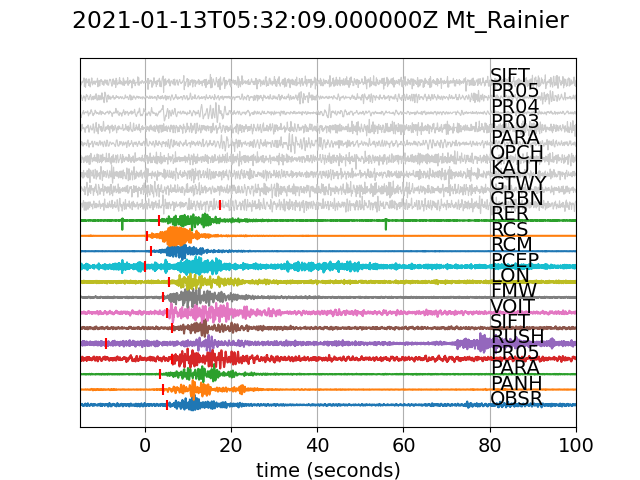 2021-01-13T05:32:09.000000Z Mt_Rainier
SIFT
PR05
PR04
PR03
PARA
OPCH
KAUT
GTWY
CRBN
RER
RCS
RCM
PCEP
LON
FMW
VOIT
SIFT
RUSH
PR05
PARA
PANH
OBSR
0 20 40 60 80 100
time (seconds)